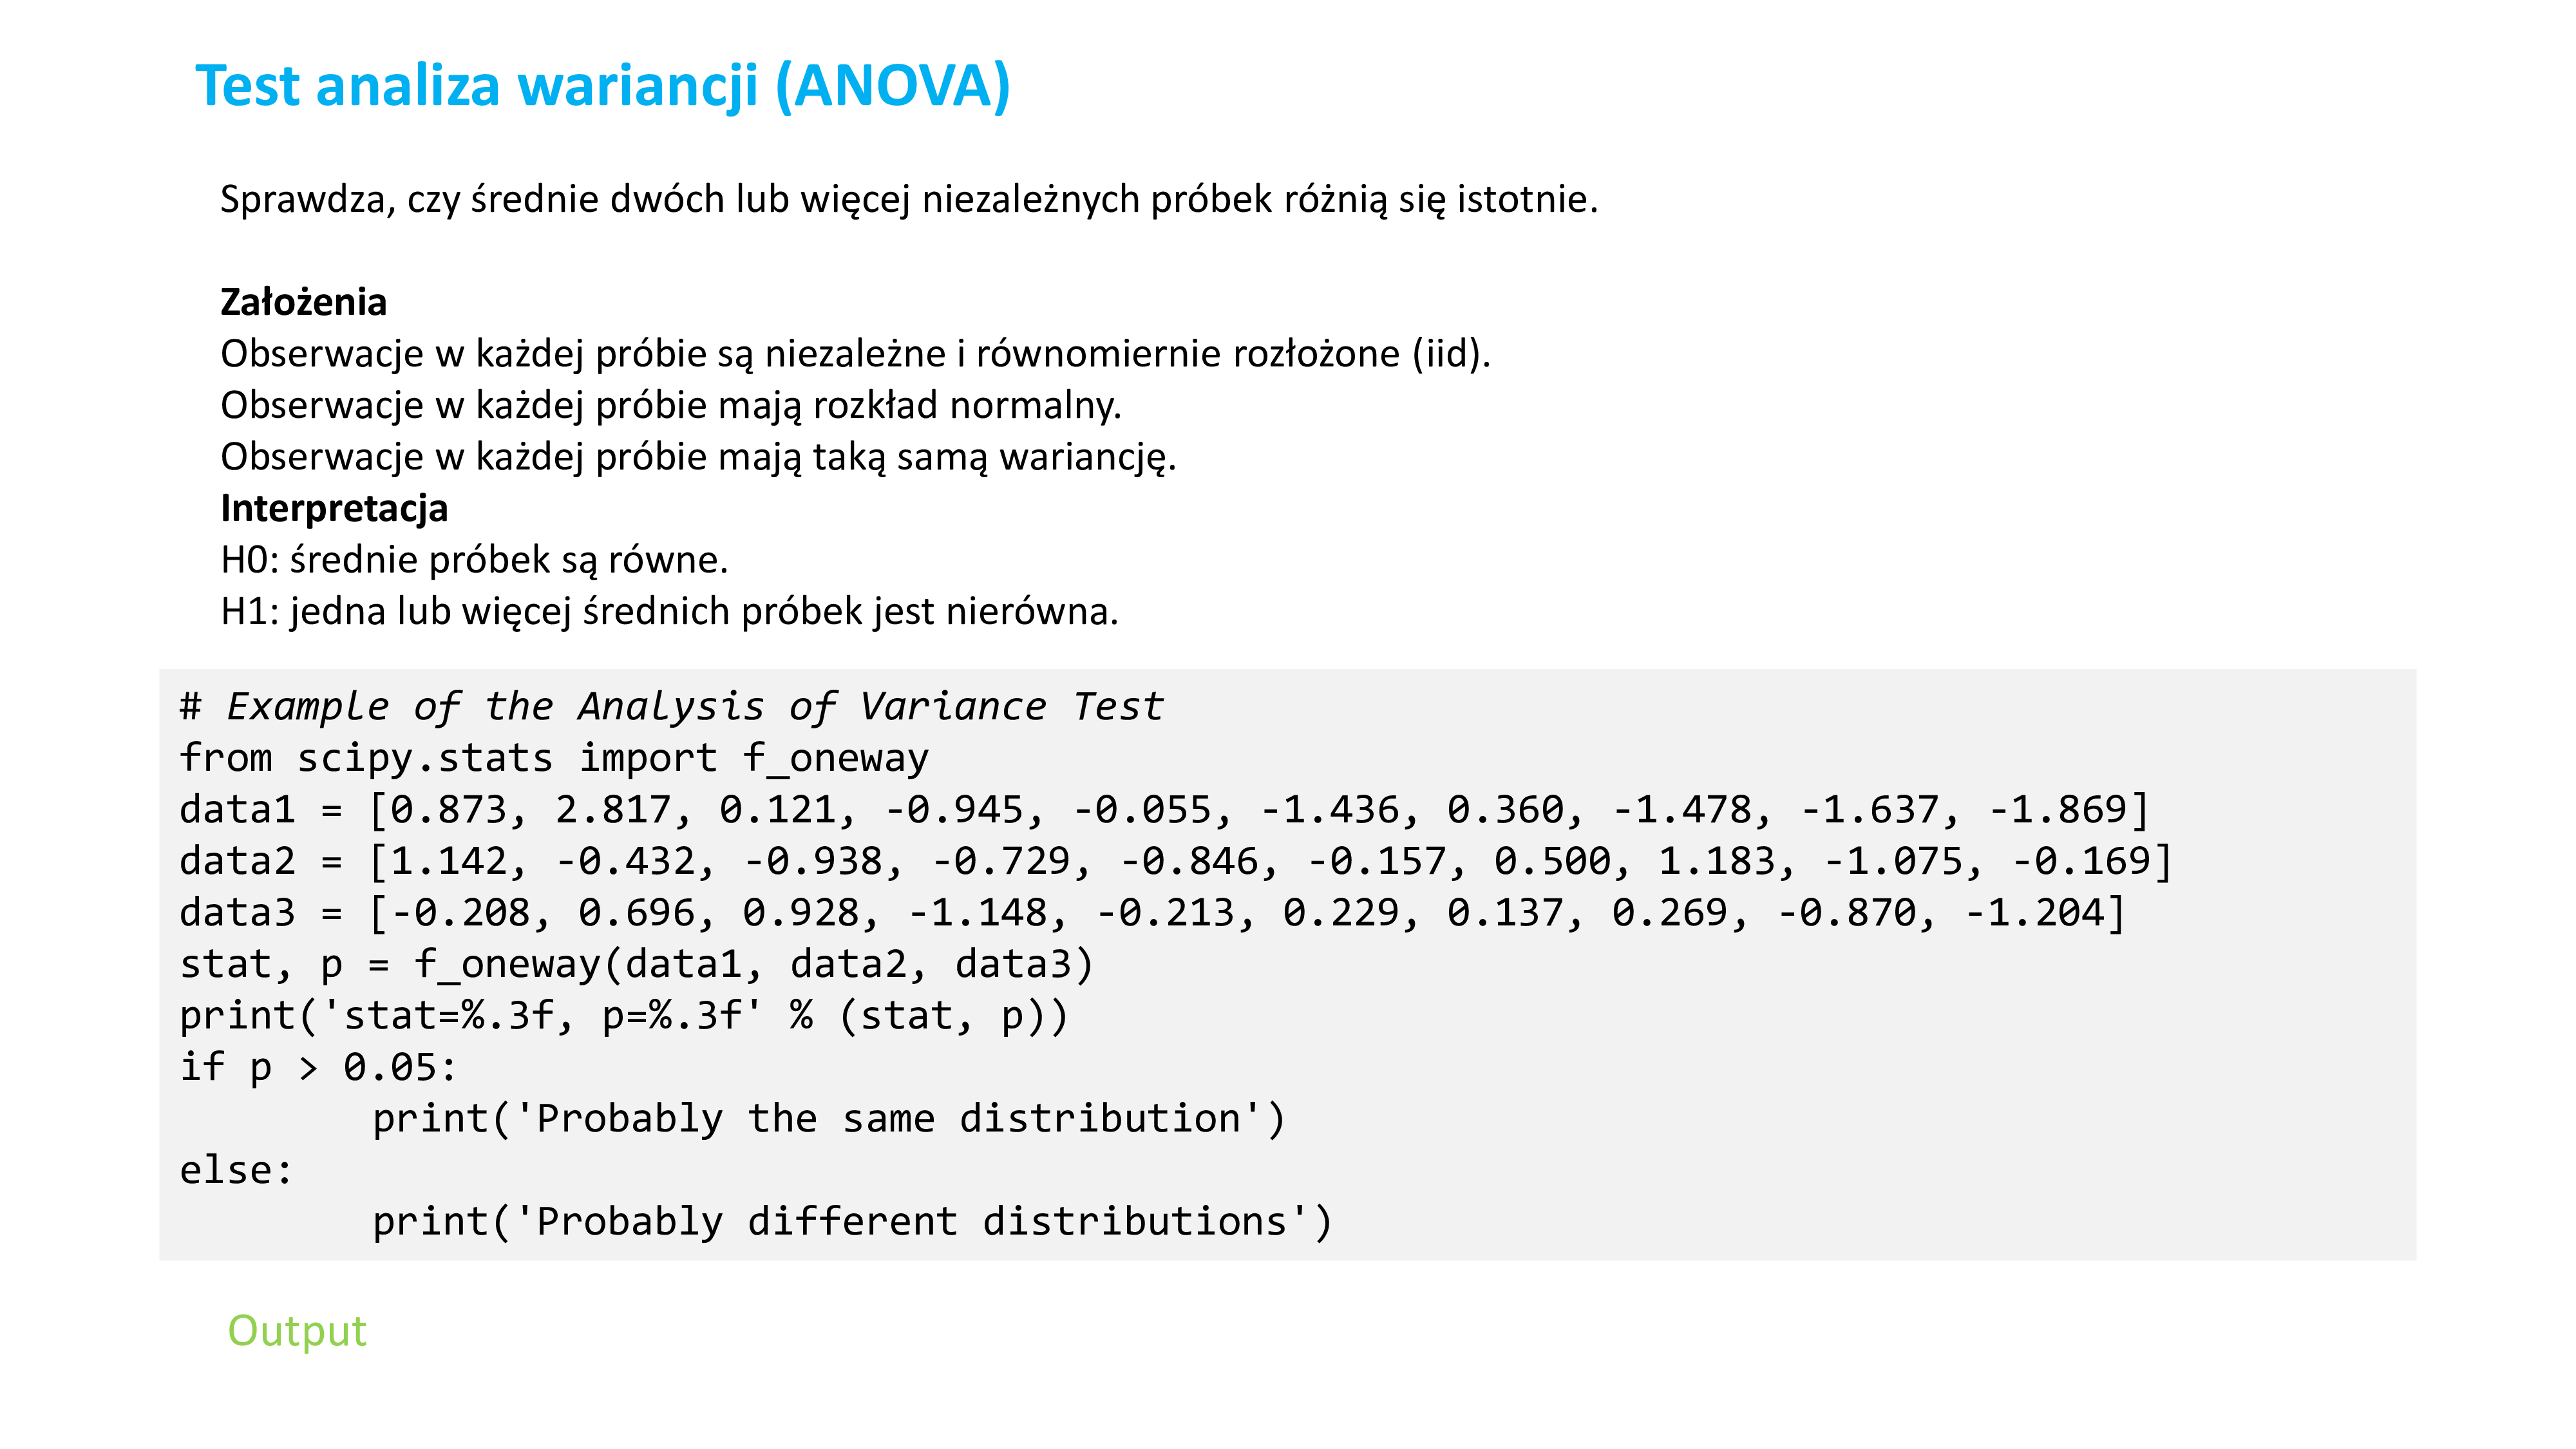 Test analiza wariancji (ANOVA)
Sprawdza, czy średnie dwóch lub więcej niezależnych próbek różnią się istotnie.
Założenia
Obserwacje w każdej próbie są niezależne i równomiernie rozłożone (iid).
Obserwacje w każdej próbie mają rozkład normalny.
Obserwacje w każdej próbie mają taką samą wariancję.
Interpretacja
H0: średnie próbek są równe.
H1: jedna lub więcej średnich próbek jest nierówna.
# Example of the Analysis of Variance Test
from scipy.stats import f_oneway
data1 = [0.873, 2.817, 0.121, -0.945, -0.055, -1.436, 0.360, -1.478, -1.637, -1.869]
data2 = [1.142, -0.432, -0.938, -0.729, -0.846, -0.157, 0.500, 1.183, -1.075, -0.169]
data3 = [-0.208, 0.696, 0.928, -1.148, -0.213, 0.229, 0.137, 0.269, -0.870, -1.204]
stat, p = f_oneway(data1, data2, data3)
print('stat=%.3f, p=%.3f' % (stat, p))
if p > 0.05:
	print('Probably the same distribution')
else:
	print('Probably different distributions')
Output